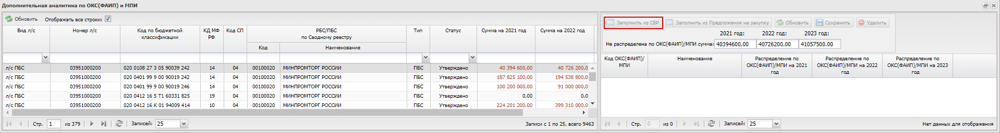 Дополнительная аналитика по ОКС(ФАИП) и МПИ
Обновить Отображать все строки:
Вид л/с Номер л/с Код по бюджетной классификации КД МФ РФ Код СП РБС/ПБС по Сводному реестру Тип Статус Сумма на 2021 год Сумма на 2022 год
Код Наименование
л/с ПБС 03951000200 020 0108 27 3 05 90039 242 14 04 00100020 МИНПРОМТОРГ РОССИИ ПБС Утверждено 40 394 600,00 40 726 200,0
л/с ПБС 03951000200 020 0401 99 9 00 90019 242 14 04 00100020 МИНПРОМТОРГ РОССИИ ПБС Утверждено 187 825 100,00 194 538 800,0
л/с ПБС 03951000200 020 0401 99 9 00 90019 246 14 04 00100020 МИНПРОМТОРГ РОССИИ ПБС Утверждено 100 200 000,00 91 000 000,0
л/с ПБС 03951000200 020 0412 16 5 T1 60331 825 19 04 00100020 МИНПРОМТОРГ РОССИИ ПБС Утверждено 0,00 0,0
л/с ПБС 03951000200 020 0412 16 K 01 94009 414 10 04 00100020 МИНПРОМТОРГ РОССИИ ПБС Утверждено 224 201 200,00 399 310 000,0
Стр. 1 из 379 Записей: 25 Записи с 1 по 25, всего 9463
Заполнить из СБР Заполнить из Предложения на закупку Обновить Сохранить Удалить
2021 год: 2022 год: 2023 год:
Не распределена по ОКС(ФАИП)/МПИ сумма: 40394600.00 40726200.00 41057500.00
Код ОКС(ФАИП)/МПИ Наименование Распределение по ОКС(ФАИП)/МПИ на 2021 год Распределение по ОКС(ФАИП)/МПИ на 2022 год Распределение по ОКС(ФАИП)/МПИ на 2023 год
Стр. 0 из 0 Записей: 25 Нет данных для отображения